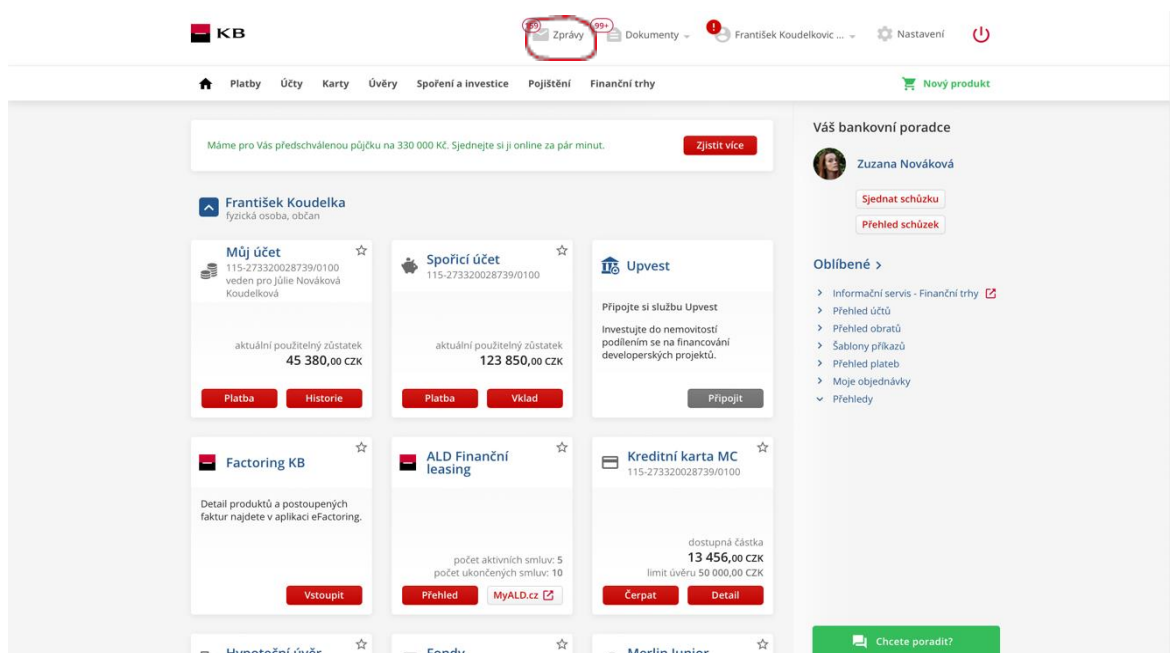 KB
Zprávy
99+
Dokumenty
František Koudelkovic ...
Nastavení
Platby Účty Karty Úvěry Spoření a investice Pojištění Finanční trhy
Nový produkt
Máme pro Vás předschválenou půjčku na 330 000 Kč. Sjednejte si ji online za pár minut.
Zjistit více
František Koudelka
fyzická osoba, občan
Můj účet
115-273320028739/0100
veden pro Jůlie Nováková
Koudelková
aktuální použitelný zůstatek
45 380,00 CZK
Platba Historie
Spořicí účet
115-273320028739/0100
aktuální použitelný zůstatek
123 850,00 CZK
Platba Vklad
Upvest
Připojte si službu Upvest
Investujte do nemovitostí
podílením se na financování
developerských projektů.
Připojit
Factoring KB
Detail produktů a postoupených
faktur najdete v aplikaci eFactoring.
Vstoupit
ALD Finanční
leasing
počet aktivních smluv: 5
počet ukončených smluv: 10
Přehled MyALD.cz
Kreditní karta MC
115-273320028739/0100
dostupná částka
13 456,00 CZK
limit úvěru 50 000,00 CZK
Čerpat Detail
Hypoteční úvěr
Fondy
Merlin Junior
Váš bankovní poradce
Zuzana Nováková
Sjednat schůzku
Přehled schůzek
Oblíbené
Informační servis - Finanční trhy
Přehled účtů
Přehled obratů
Šablony příkazů
Přehled plateb
Moje objednávky
Přehledy
Chcete poradit?